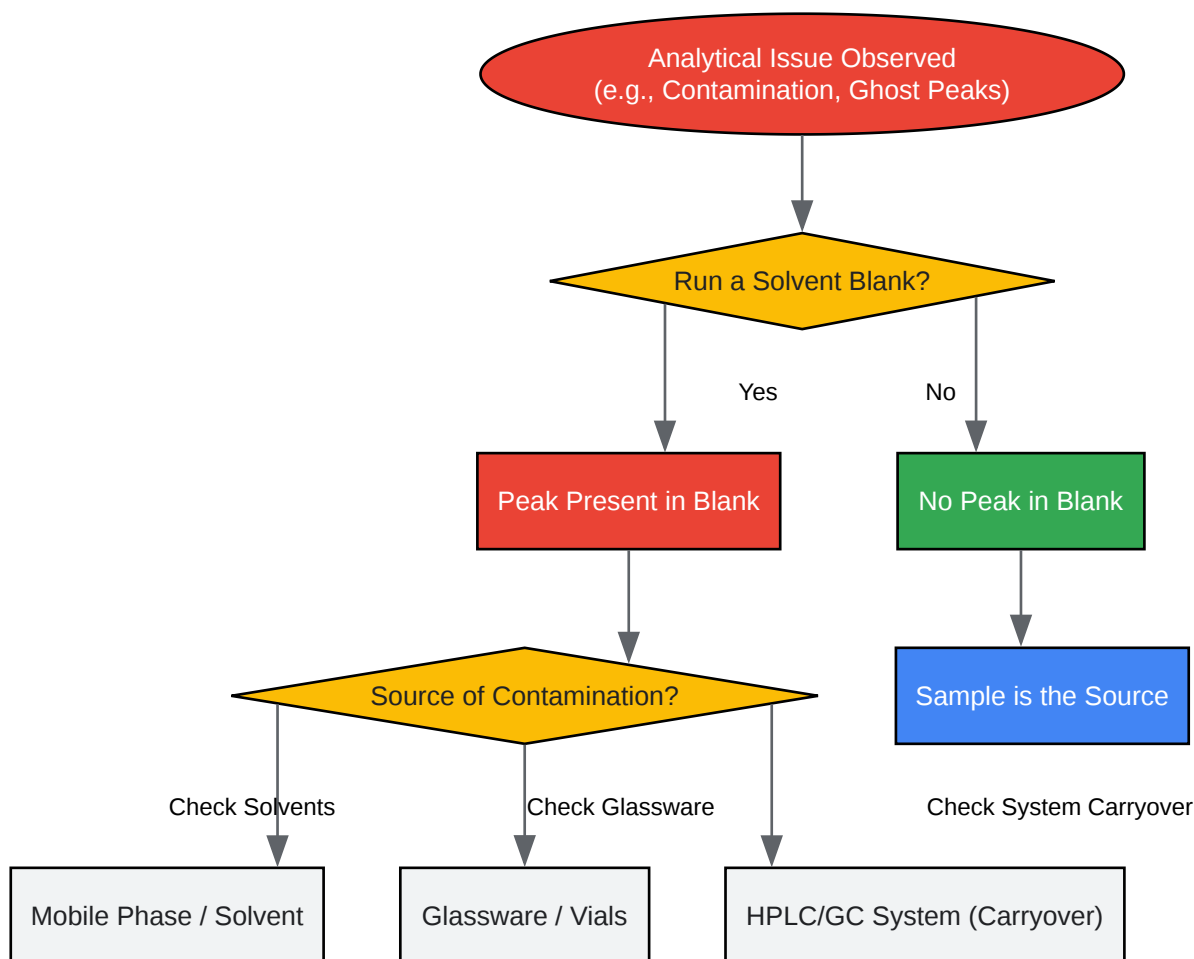 Analytical Issue Observed
(e.g., Contamination, Ghost Peaks)
Run a Solvent Blank?
Yes
No
Peak Present in Blank
No Peak in Blank
Source of Contamination?
Sample is the Source
Check Solvents
Check Glassware
Check System Carryover
Mobile Phase / Solvent
Glassware / Vials
HPLC/GC System (Carryover)